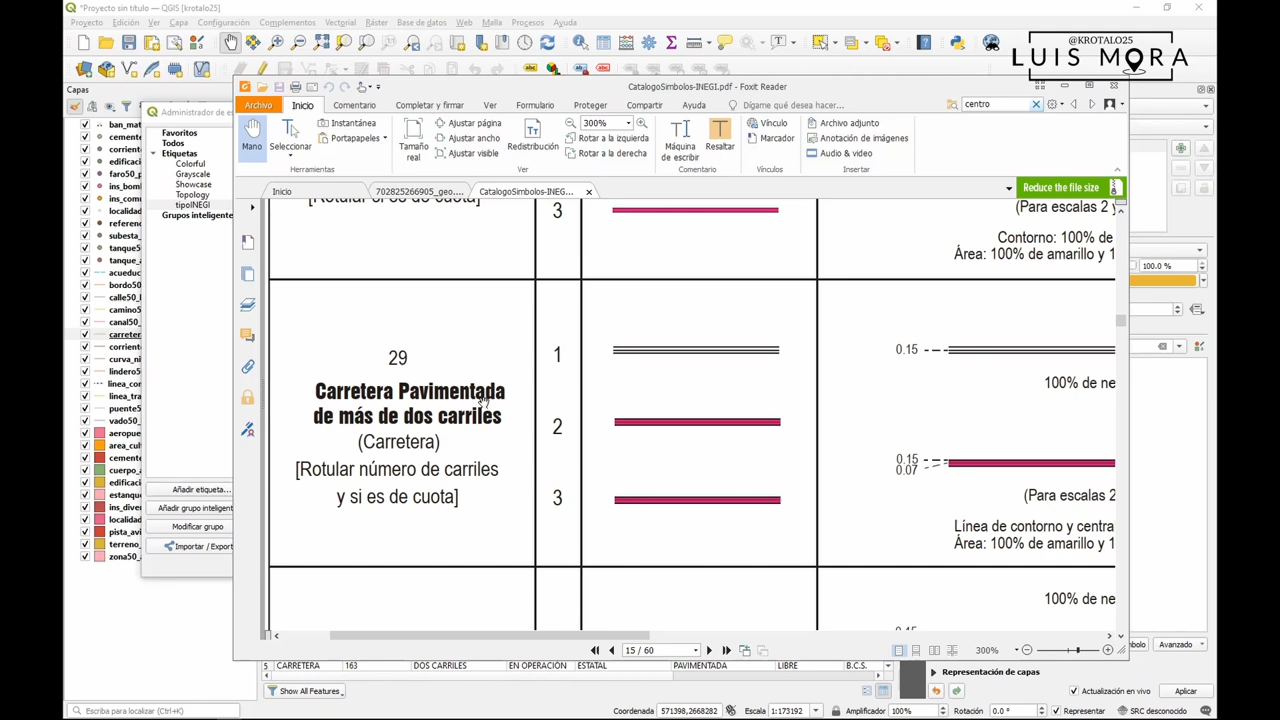 *Proyecto sin título — QGIS [krotalo25]
Proyecto Edición Ver Capa Configuración Complementos Vectorial Ráster Base de datos Web Malla Procesos Ayuda
@KROTALO25
LUIS MORA
Capas
Administrador de es
CatalogoSimbolos-INEGI.pdf - Foxit Reader
Archivo Inicio Comentario Completar y firmar Ver Formulario Proteger Compartir Ayuda Dígame qué desea hacer... centro
Mano
Seleccionar
Instantánea
Portapapeles
Herramientas
Tamaño real
Ajustar página
Ajustar ancho
Ajustar visible
Redistribución
300%
Rotar a la izquierda
Rotar a la derecha
Ver
Máquina de escribir
Resaltar
Comentario
Vínculo
Marcador
Vínculos
Archivo adjunto
Anotación de imágenes
Audio & video
Insertar
Inicio 702825266905_geo.... CatalogoSimbolos-INEG...
Reduce the file size
Favoritos
Todos
Etiquetas
Colorful
Grayscale
Showcase
Topology
tipoINEGI
Grupos inteligente
Añadir etiqueta...
Añadir grupo inteligent
Modificar grupo
Importar / Export
ban_mat
cemente
corriente
edificaci
faro50_p
ins_bom
ins_com
localidad
referenc
subesta_
tanque5
tanque_
acueduc
bordo50
calle50_l
camino5
canal50_
carreter
corrient
curva_ni
lindero5
linea_cor
linea_tra
puente5
vado50_
aeropue
area_cul
cemente
cuerpo_
edificaci
estanqu
ins_dive
localidad
pista_avi
terreno_
zona50_
3
(Para escalas 2 y
Contorno: 100% de
Área: 100% de amarillo y 1
29
Carretera Pavimentada
de más de dos carriles
(Carretera)
[Rotular número de carriles
y si es de cuota]
1
2
3
0.15
100% de ne
0.15
0.07
(Para escalas 2
Línea de contorno y centra
Área: 100% de amarillo y 1
100% de ne
100.0 %
15 / 60
300%
5 CARRETERA 163 DOS CARRILES EN OPERACIÓN ESTATAL PAVIMENTADA LIBRE B.C.S.
Show All Features
Avanzado
Representación de capas
Actualización en vivo Aplicar
Escriba para localizar (Ctrl+K) Coordenada 571398,2668282 Escala 1:173192 Amplificador 100% Rotación 0.0 ° Representar SRC desconocido